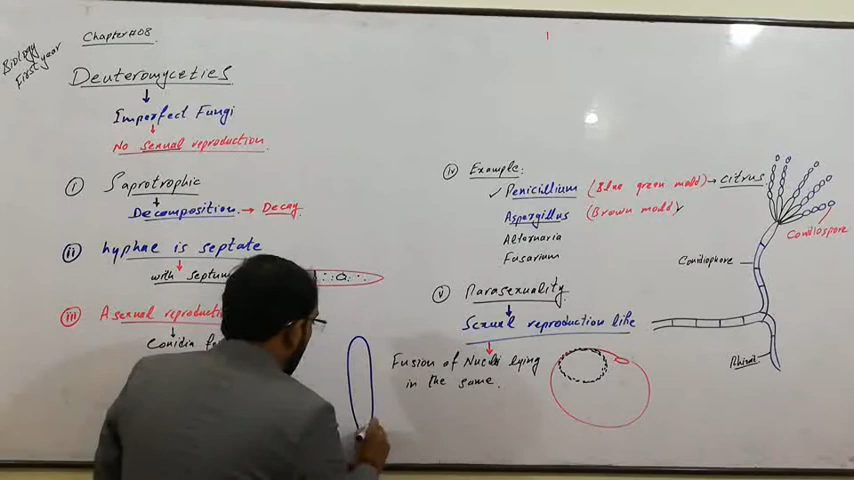 Biology
First year
Chapter#08
Deuteromyceties
Imperfect Fungi
No sexual reproduction
i Saprotrophic
Decomposition → Decay
ii hyphae is septate
with septum
iii Asexual reproducti
Conidia
iv Example:
✓ Penicillium (Blue green mold) → citrus
Aspergillus (Brown mold)
Alternaria
Fusarium
v Parasexuality
Sexual reproduction like
Fusion of Nuclei lying
in the same.
Conidiospore
Conidiophore